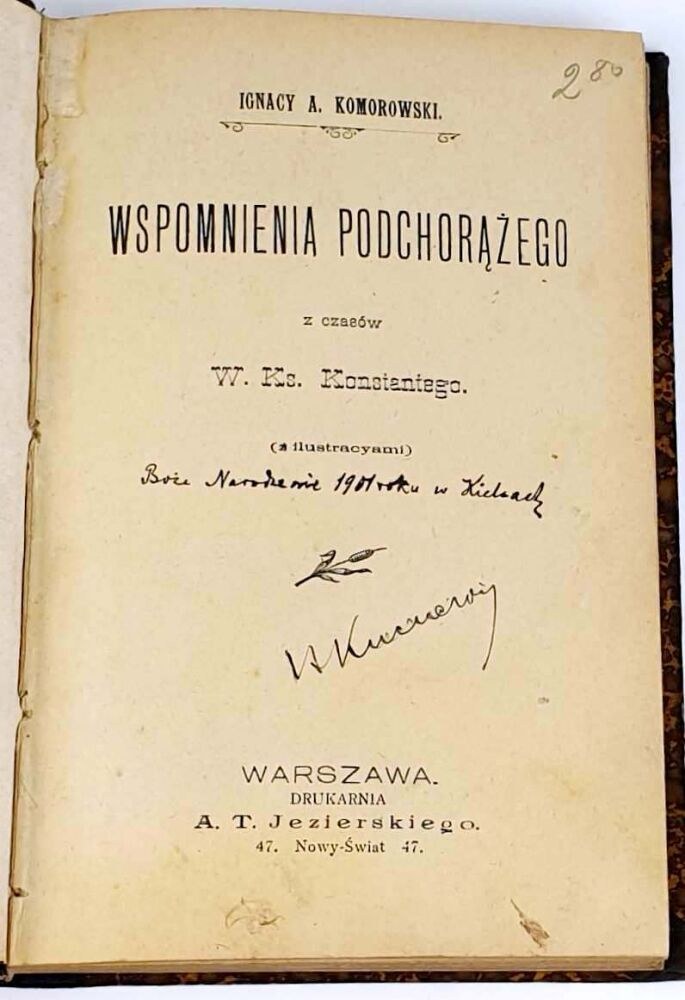 2 80
IGNACY A. KOMOROWSKI.
WSPOMNIENIA PODCHORĄŻEGO
z czasów
W. Ks. Konstantego.
(z ilustracyami)
Boże Narodzenie 1901 roku w Kielcach
WARSZAWA.
DRUKARNIA
A. T. Jezierskiego.
47. Nowy-Świat 47.